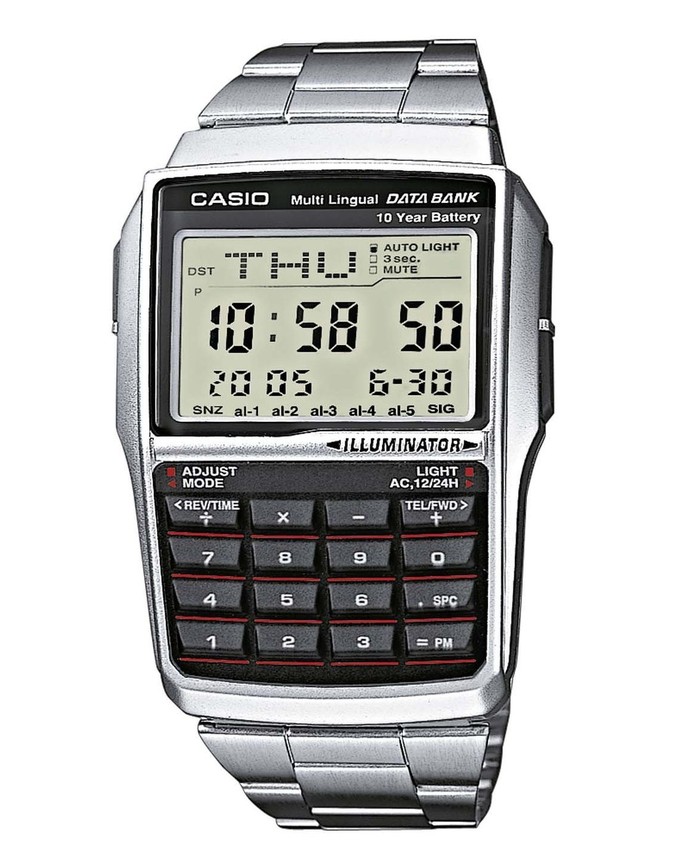 CASIO Multi Lingual DATA BANK
10 Year Battery
DST THU AUTO LIGHT
3 sec.
MUTE
P
10:58 50
20 05 6-30
SNZ al-1 al-2 al-3 al-4 al-5 SIG
ILLUMINATOR
ADJUST LIGHT
MODE AC,12/24H
<REV/TIME TEL/FWD>
÷ × − +
7 8 9 0
4 5 6 . SPC
1 2 3 = PM